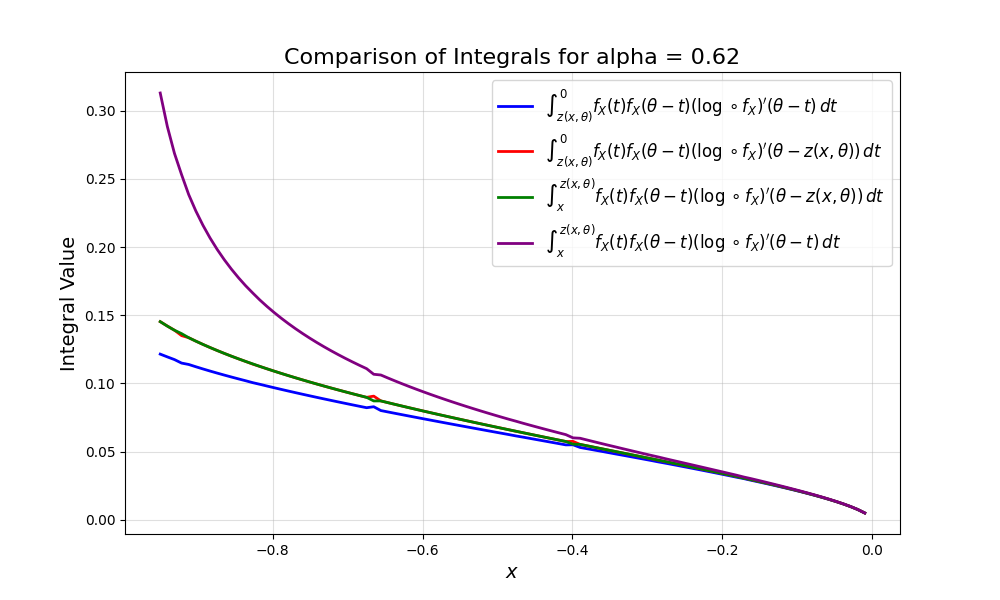 Comparison of Integrals for alpha = 0.62
∫_{z(x, θ)}^{0} f_X(t)f_X(θ − t)(log ∘ f_X)′(θ − t) dt
∫_{z(x, θ)}^{0} f_X(t)f_X(θ − t)(log ∘ f_X)′(θ − z(x, θ)) dt
∫_{x}^{z(x, θ)} f_X(t)f_X(θ − t)(log ∘ f_X)′(θ − z(x, θ)) dt
∫_{x}^{z(x, θ)} f_X(t)f_X(θ − t)(log ∘ f_X)′(θ − t) dt
Integral Value
0.30
0.25
0.20
0.15
0.10
0.05
0.00
−0.8 −0.6 −0.4 −0.2 0.0
x